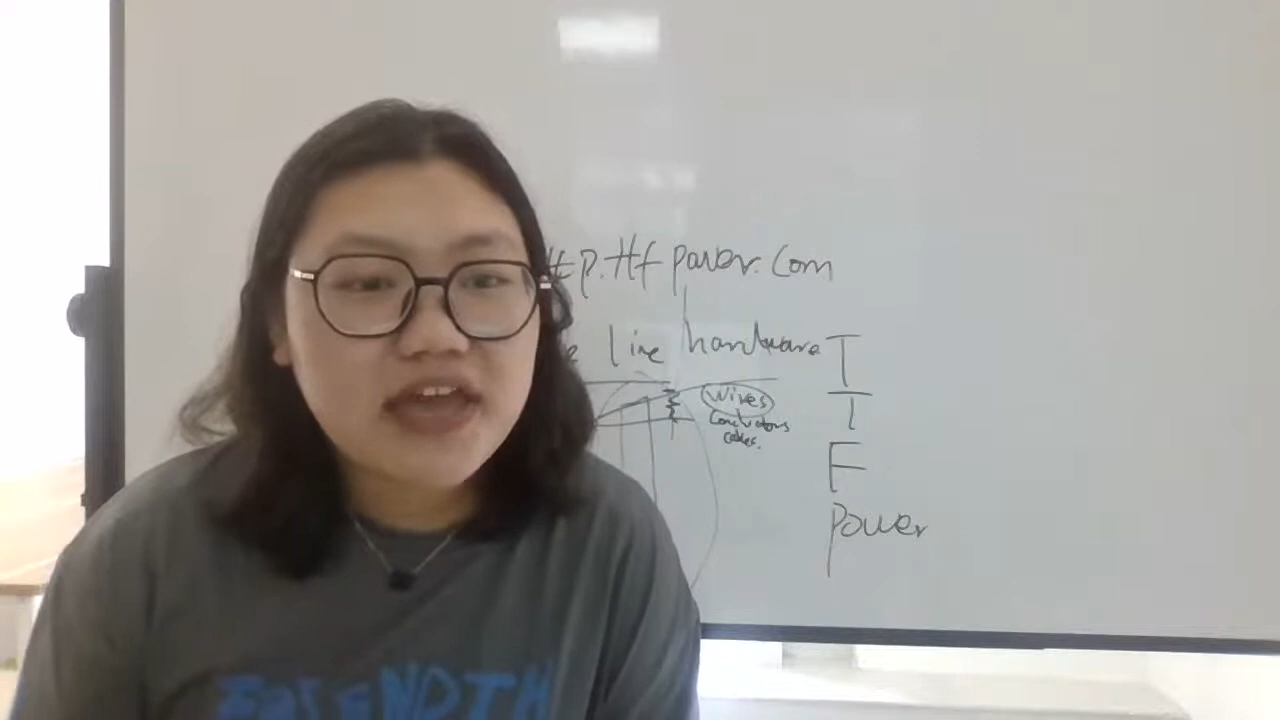 p.ttf power.com
line hardware
wires
Conductors
cables.
T
T
F
Power